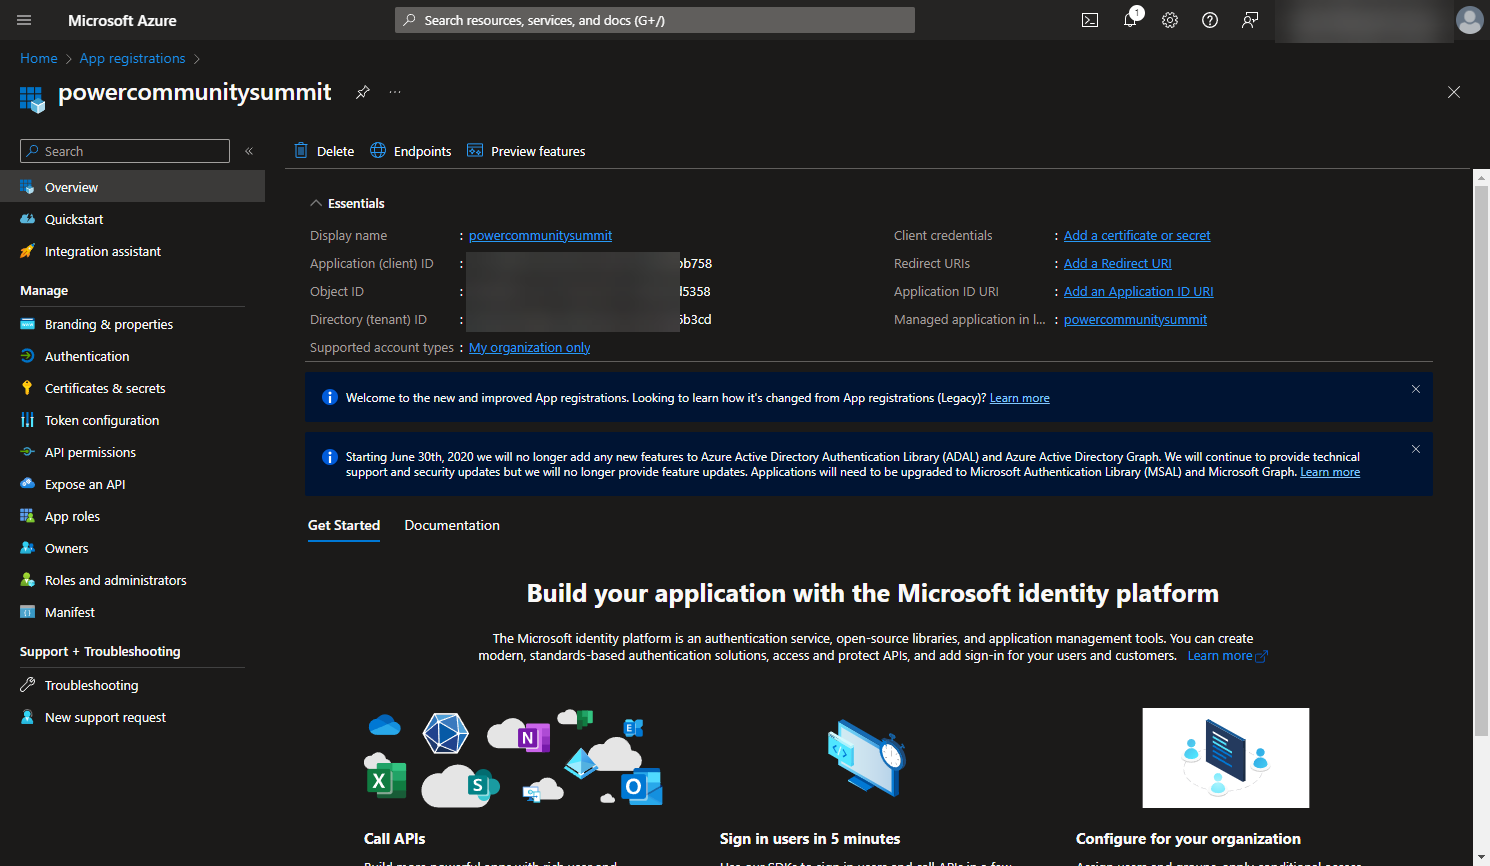 Microsoft Azure
Search resources, services, and docs (G+/)
1
Home > App registrations >
powercommunitysummit
...
Search
«
Delete
Endpoints
Preview features
Overview
Quickstart
Integration assistant
Manage
Branding & properties
Authentication
Certificates & secrets
Token configuration
API permissions
Expose an API
App roles
Owners
Roles and administrators
Manifest
Support + Troubleshooting
Troubleshooting
New support request
Essentials
Display name : powercommunitysummit
Application (client) ID : b758
Object ID : 5358
Directory (tenant) ID : b3cd
Supported account types : My organization only
Client credentials : Add a certificate or secret
Redirect URIs : Add a Redirect URI
Application ID URI : Add an Application ID URI
Managed application in l... : powercommunitysummit
Welcome to the new and improved App registrations. Looking to learn how it's changed from App registrations (Legacy)? Learn more
Starting June 30th, 2020 we will no longer add any new features to Azure Active Directory Authentication Library (ADAL) and Azure Active Directory Graph. We will continue to provide technical
support and security updates but we will no longer provide feature updates. Applications will need to be upgraded to Microsoft Authentication Library (MSAL) and Microsoft Graph. Learn more
Get Started
Documentation
Build your application with the Microsoft identity platform
The Microsoft identity platform is an authentication service, open-source libraries, and application management tools. You can create
modern, standards-based authentication solutions, access and protect APIs, and add sign-in for your users and customers. Learn more
N
E
X
S
O
Call APIs
Sign in users in 5 minutes
Configure for your organization